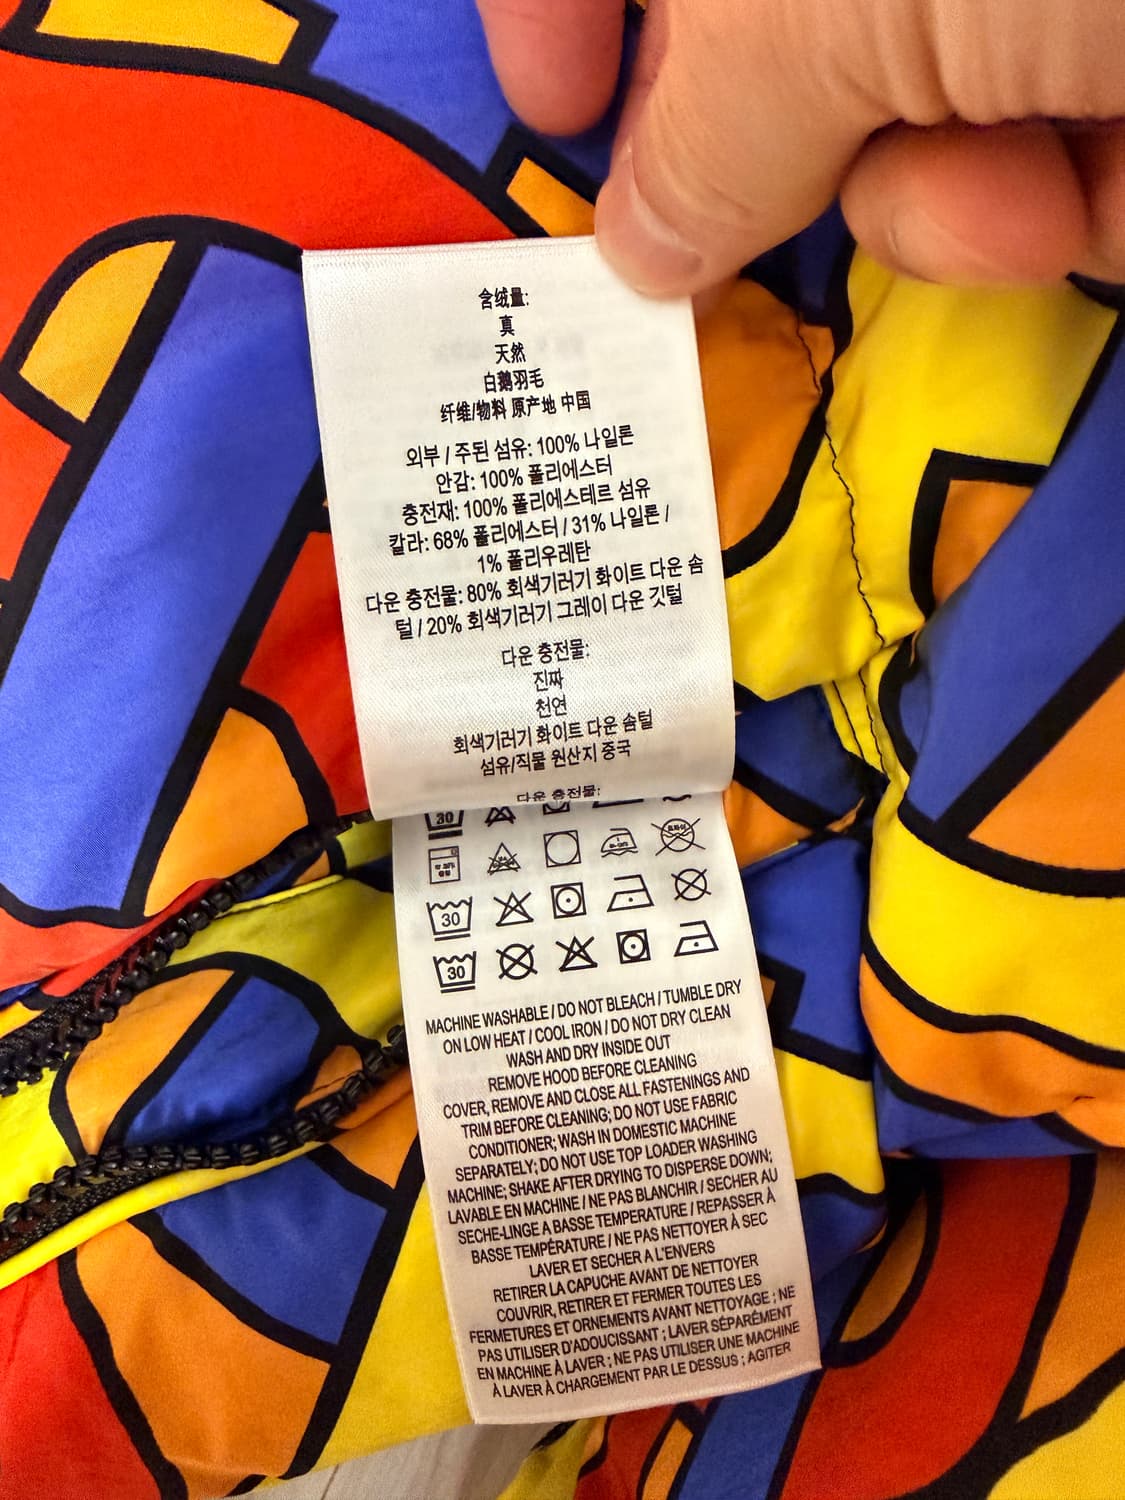 含绒量:
真
天然
白鹅羽毛
纤维/物料 原产地 中国
외부 / 주된 섬유: 100% 나일론
안감: 100% 폴리에스터
충전재: 100% 폴리에스테르 섬유
칼라: 68% 폴리에스터 / 31% 나일론 /
1% 폴리우레탄
다운 충전물: 80% 회색기러기 화이트 다운 솜
털 / 20% 회색기러기 그레이 다운 깃털
다운 충전물:
진짜
천연
회색기러기 화이트 다운 솜털
섬유/직물 원산지 중국
다운 충전물:
30
30
30
MACHINE WASHABLE / DO NOT BLEACH / TUMBLE DRY
ON LOW HEAT / COOL IRON / DO NOT DRY CLEAN
WASH AND DRY INSIDE OUT
REMOVE HOOD BEFORE CLEANING
COVER, REMOVE AND CLOSE ALL FASTENINGS AND
TRIM BEFORE CLEANING; DO NOT USE FABRIC
CONDITIONER; WASH IN DOMESTIC MACHINE
SEPARATELY; DO NOT USE TOP LOADER WASHING
MACHINE; SHAKE AFTER DRYING TO DISPERSE DOWN;
LAVABLE EN MACHINE / NE PAS BLANCHIR / SECHER AU
SECHE-LINGE A BASSE TEMPERATURE / REPASSER À
BASSE TEMPÉRATURE / NE PAS NETTOYER À SEC
LAVER ET SECHER A L'ENVERS
RETIRER LA CAPUCHE AVANT DE NETTOYER
COUVRIR, RETIRER ET FERMER TOUTES LES
FERMETURES ET ORNEMENTS AVANT NETTOYAGE ; NE
PAS UTILISER D'ADOUCISSANT ; LAVER SÉPARÉMENT
EN MACHINE À LAVER ; NE PAS UTILISER UNE MACHINE
À LAVER À CHARGEMENT PAR LE DESSUS ; AGITER